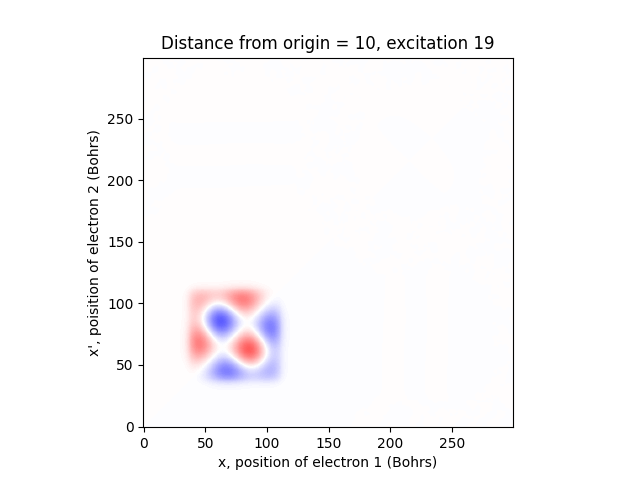 Distance from origin = 10, excitation 19
x', poisition of electron 2 (Bohrs)
250
200
150
100
50
0
0 50 100 150 200 250
x, position of electron 1 (Bohrs)